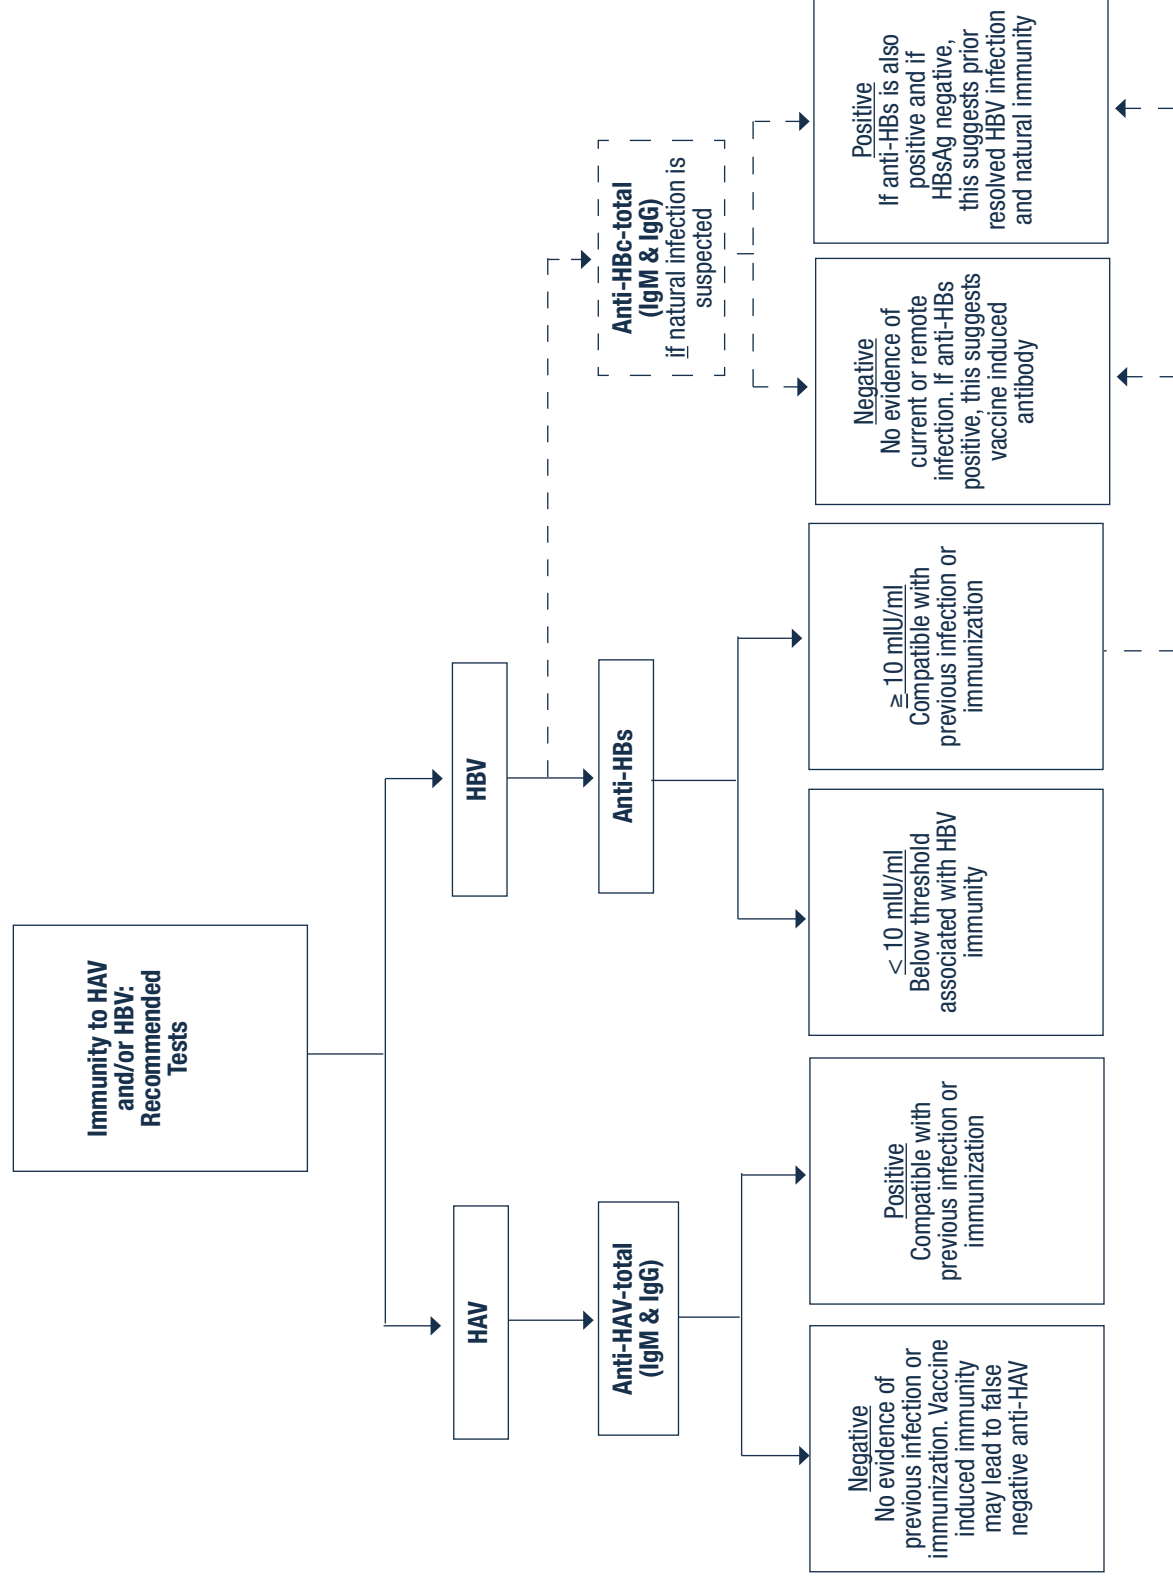 Immunity to HAV
and/or HBV:
Recommended
Tests
HAV
HBV
Anti-HAV-total
(IgM & IgG)
Anti-HBs
Anti-HBc-total
(IgM & IgG)
if natural infection is
suspected
Negative
No evidence of
previous infection or
immunization. Vaccine
induced immunity
may lead to false
negative anti-HAV
Positive
Compatible with
previous infection or
immunization
< 10 mIU/ml
Below threshold
associated with HBV
immunity
≥ 10 mIU/ml
Compatible with
previous infection or
immunization
Negative
No evidence of
current or remote
infection. If anti-HBs
positive, this suggests
vaccine induced
antibody
Positive
If anti-HBs is also
positive and if
HBsAg negative,
this suggests prior
resolved HBV infection
and natural immunity